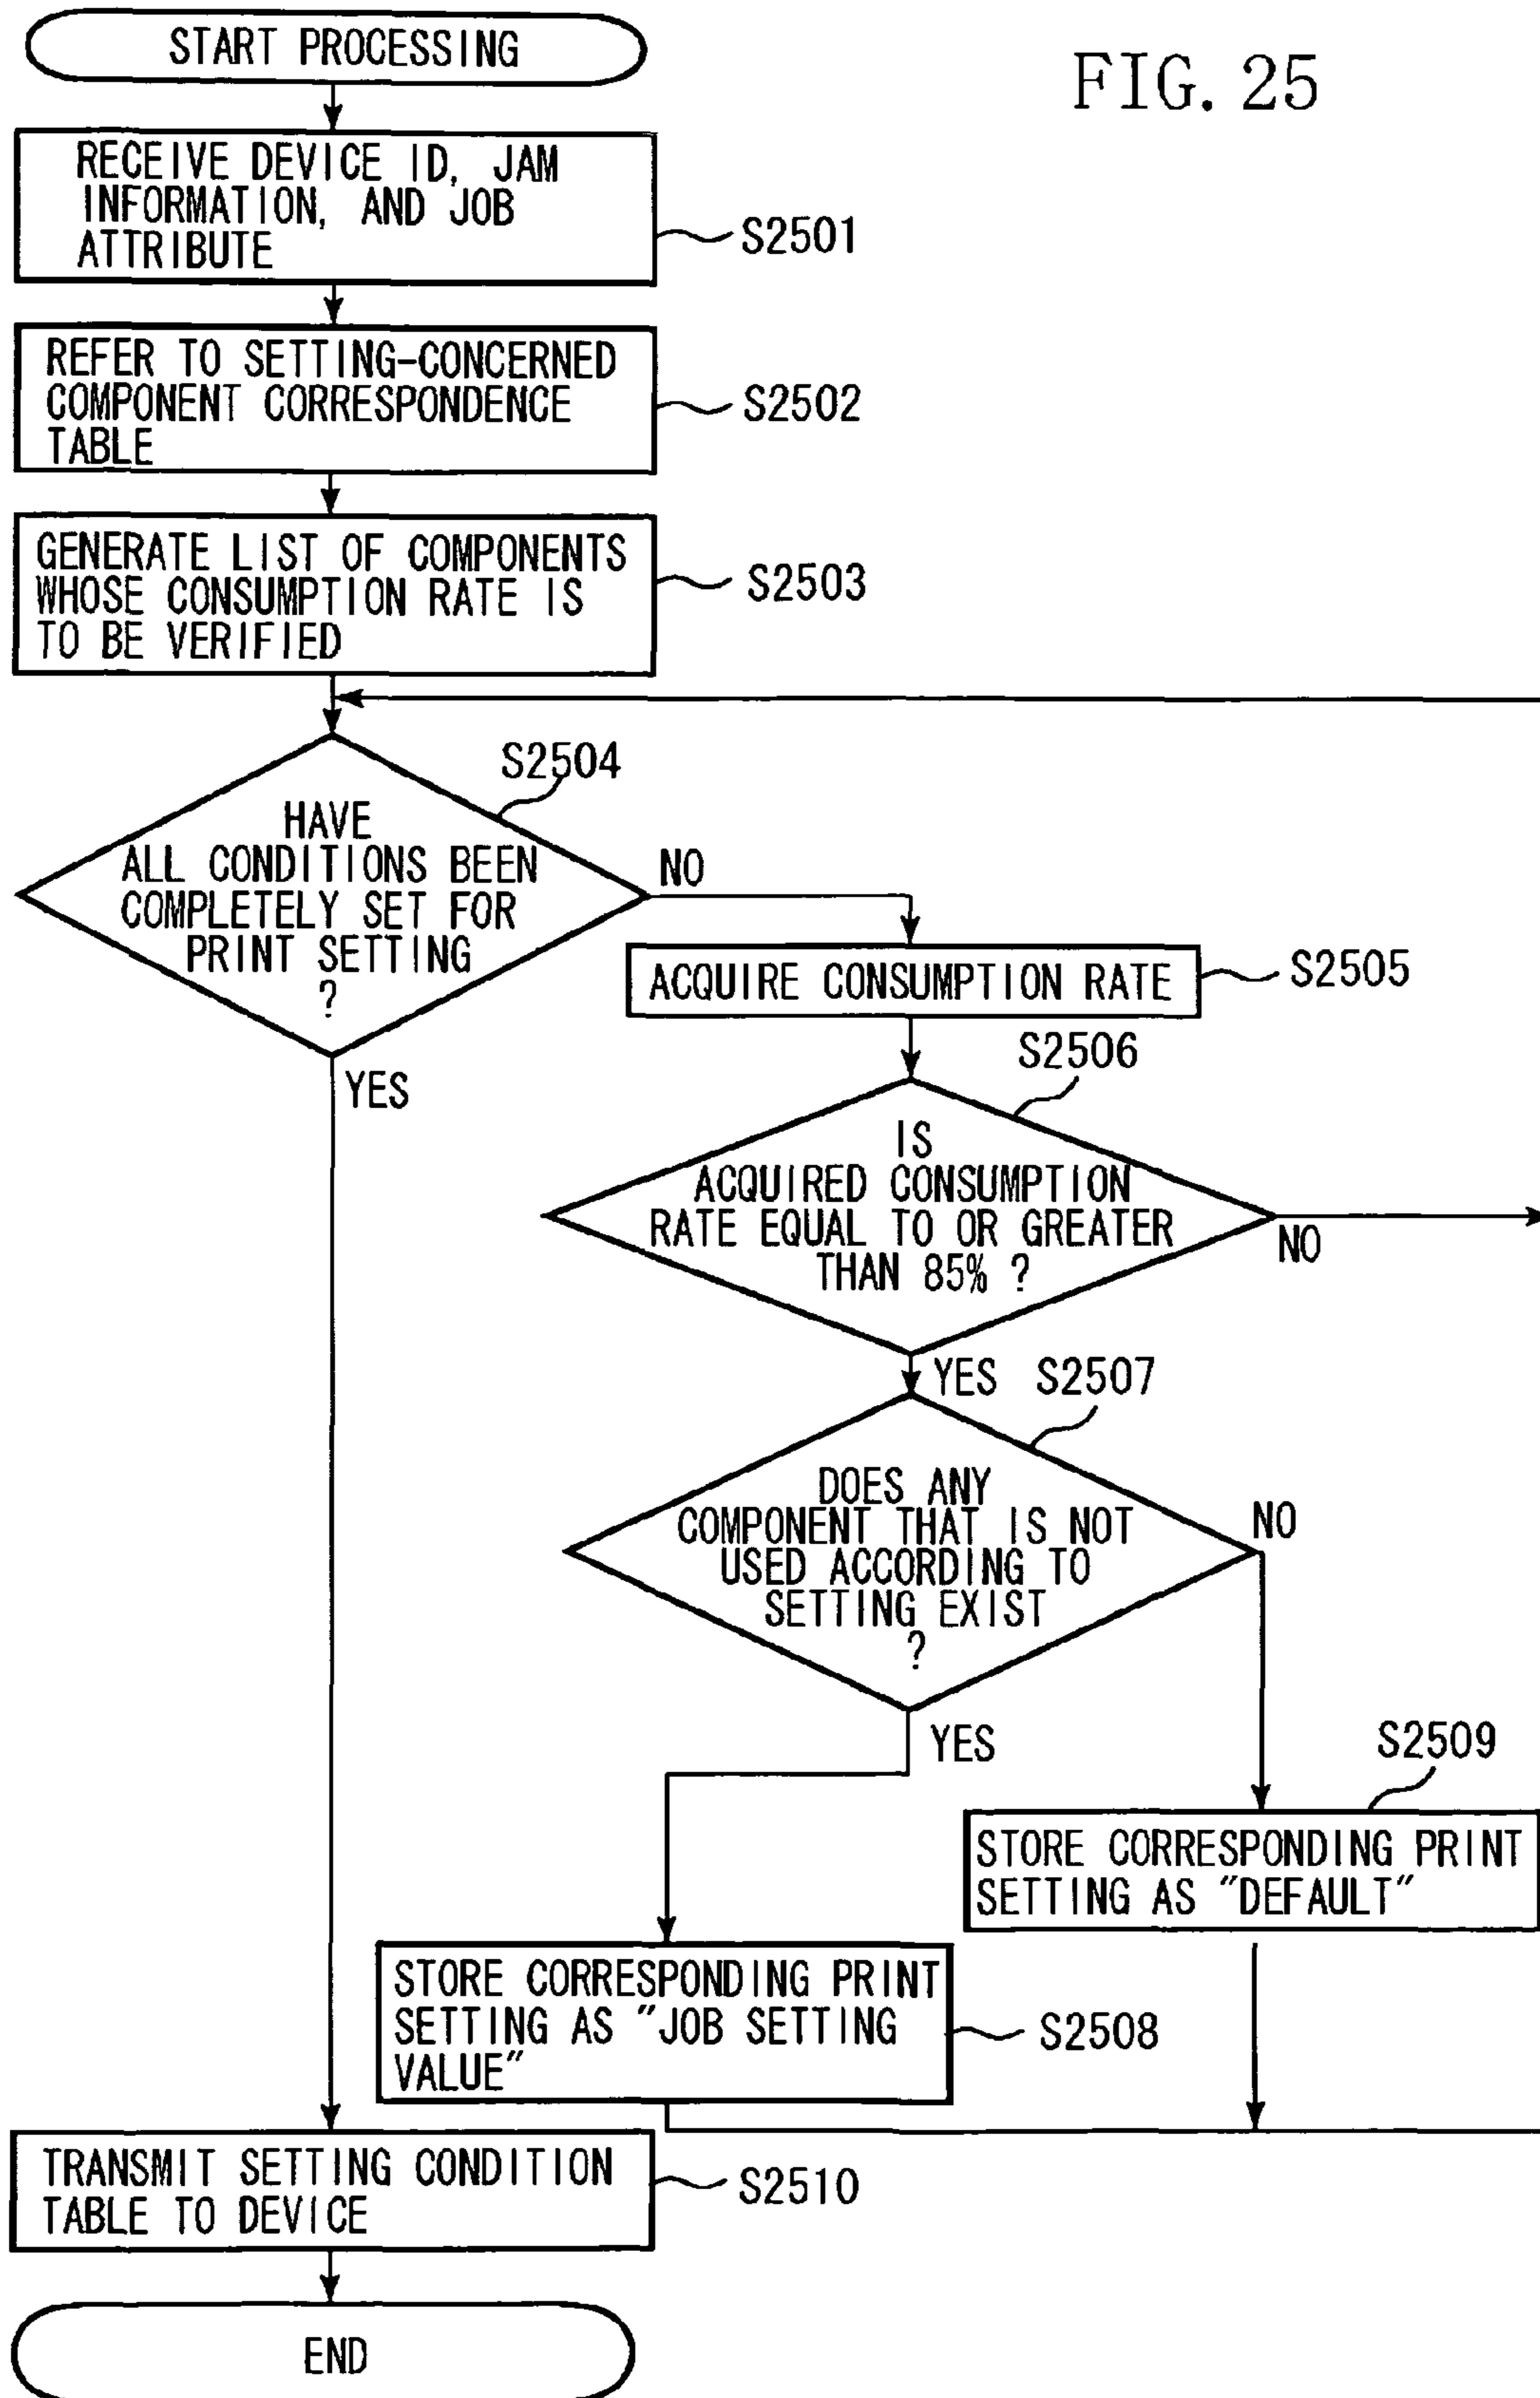 START PROCESSING
FIG. 25
RECEIVE DEVICE ID, JAM
INFORMATION, AND JOB
ATTRIBUTE
S2501
REFER TO SETTING-CONCERNED
COMPONENT CORRESPONDENCE
TABLE
S2502
GENERATE LIST OF COMPONENTS
WHOSE CONSUMPTION RATE IS
TO BE VERIFIED
S2503
S2504
HAVE
ALL CONDITIONS BEEN
COMPLETELY SET FOR
PRINT SETTING
?
NO
YES
ACQUIRE CONSUMPTION RATE
S2505
S2506
IS
ACQUIRED CONSUMPTION
RATE EQUAL TO OR GREATER
THAN 85% ?
NO
YES
S2507
DOES ANY
COMPONENT THAT IS NOT
USED ACCORDING TO
SETTING EXIST
?
NO
YES
S2509
STORE CORRESPONDING PRINT
SETTING AS "DEFAULT"
STORE CORRESPONDING PRINT
SETTING AS "JOB SETTING
VALUE"
S2508
TRANSMIT SETTING CONDITION
TABLE TO DEVICE
S2510
END